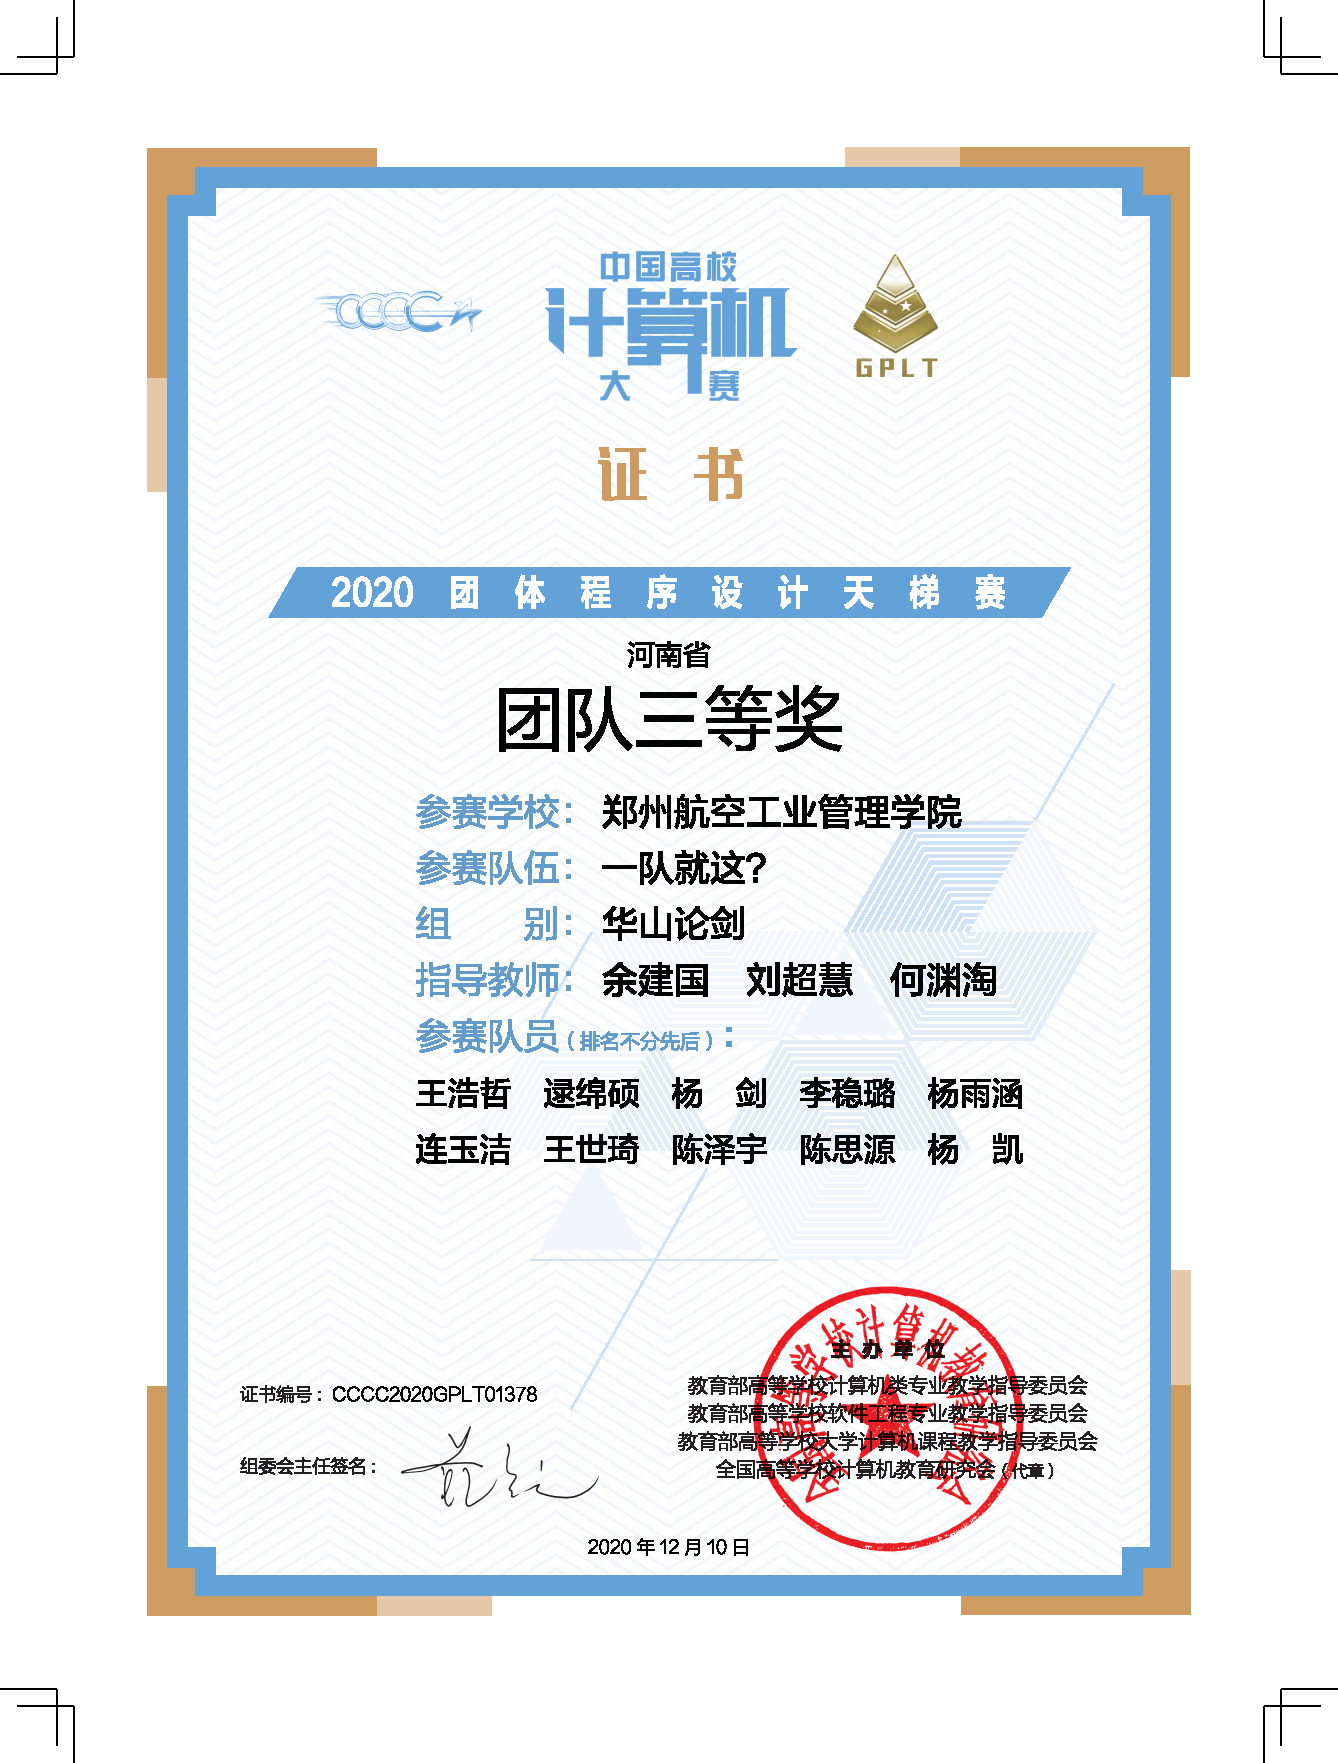 CCCC
中国高校
计算机
大赛
GPLT
证书
2020 团体程序设计天梯赛
河南省
团队三等奖
参赛学校：郑州航空工业管理学院
参赛队伍：一队就这？
组 别：华山论剑
指导教师：余建国 刘超慧 何渊淘
参赛队员（排名不分先后）：
王浩哲 逯绵硕 杨 剑 李稳璐 杨雨涵
连玉洁 王世琦 陈泽宇 陈思源 杨 凯
全国高等学校计算机教育研究会
主办单位
教育部高等学校计算机类专业教学指导委员会
教育部高等学校软件工程专业教学指导委员会
教育部高等学校大学计算机课程教学指导委员会
全国高等学校计算机教育研究会（代章）
证书编号：CCCC2020GPLT01378
组委会主任签名：
2020 年 12 月 10 日